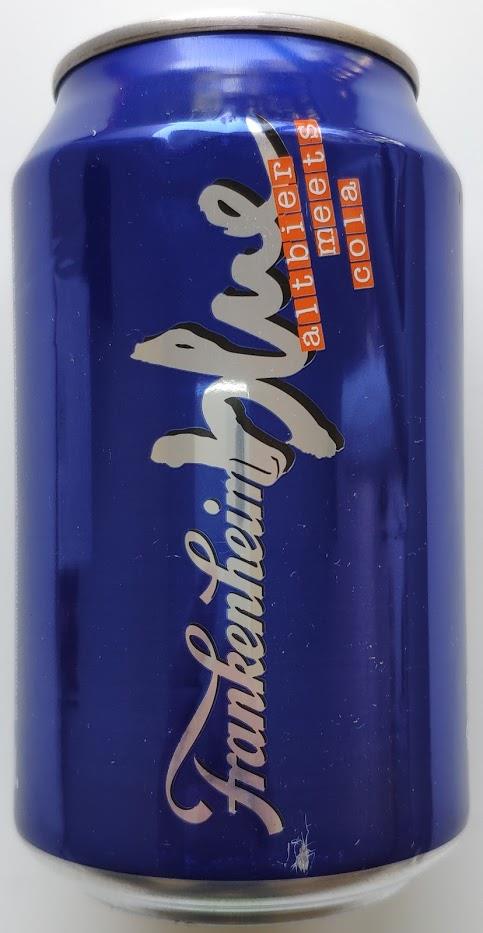 Frankenheim
blue
altbier
meets
cola